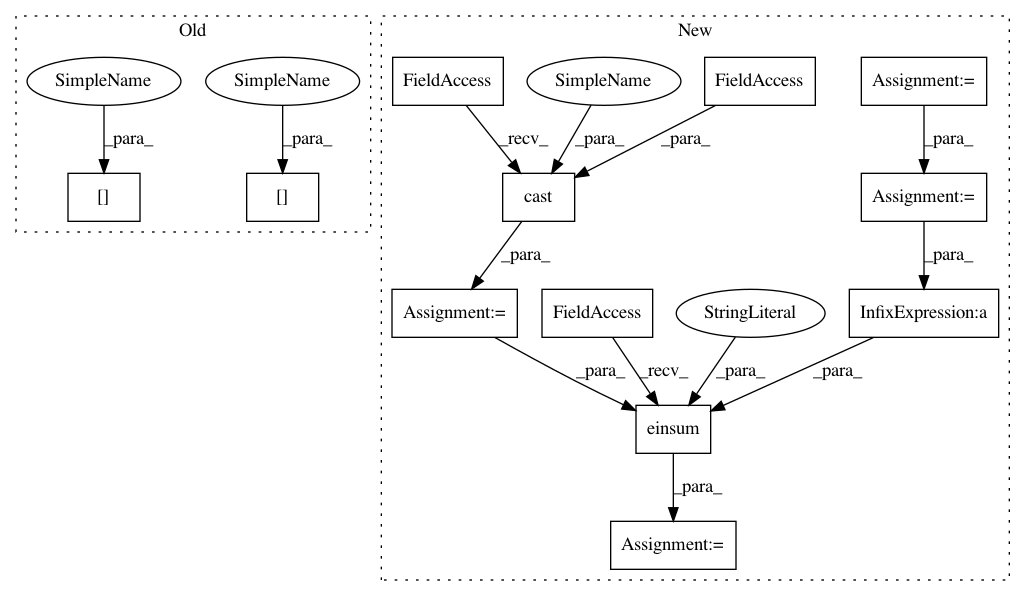 Old
New
SimpleName
SimpleName
FieldAccess
SimpleName
FieldAccess
Assignment:=
_para_
_para_
_recv_
_para_
_para_
_para_
[]
[]
cast
Assignment:=
_para_
_para_
Assignment:=
FieldAccess
StringLiteral
InfixExpression:a
_para_
_recv_
_para_
_para_
einsum
_para_
Assignment:=